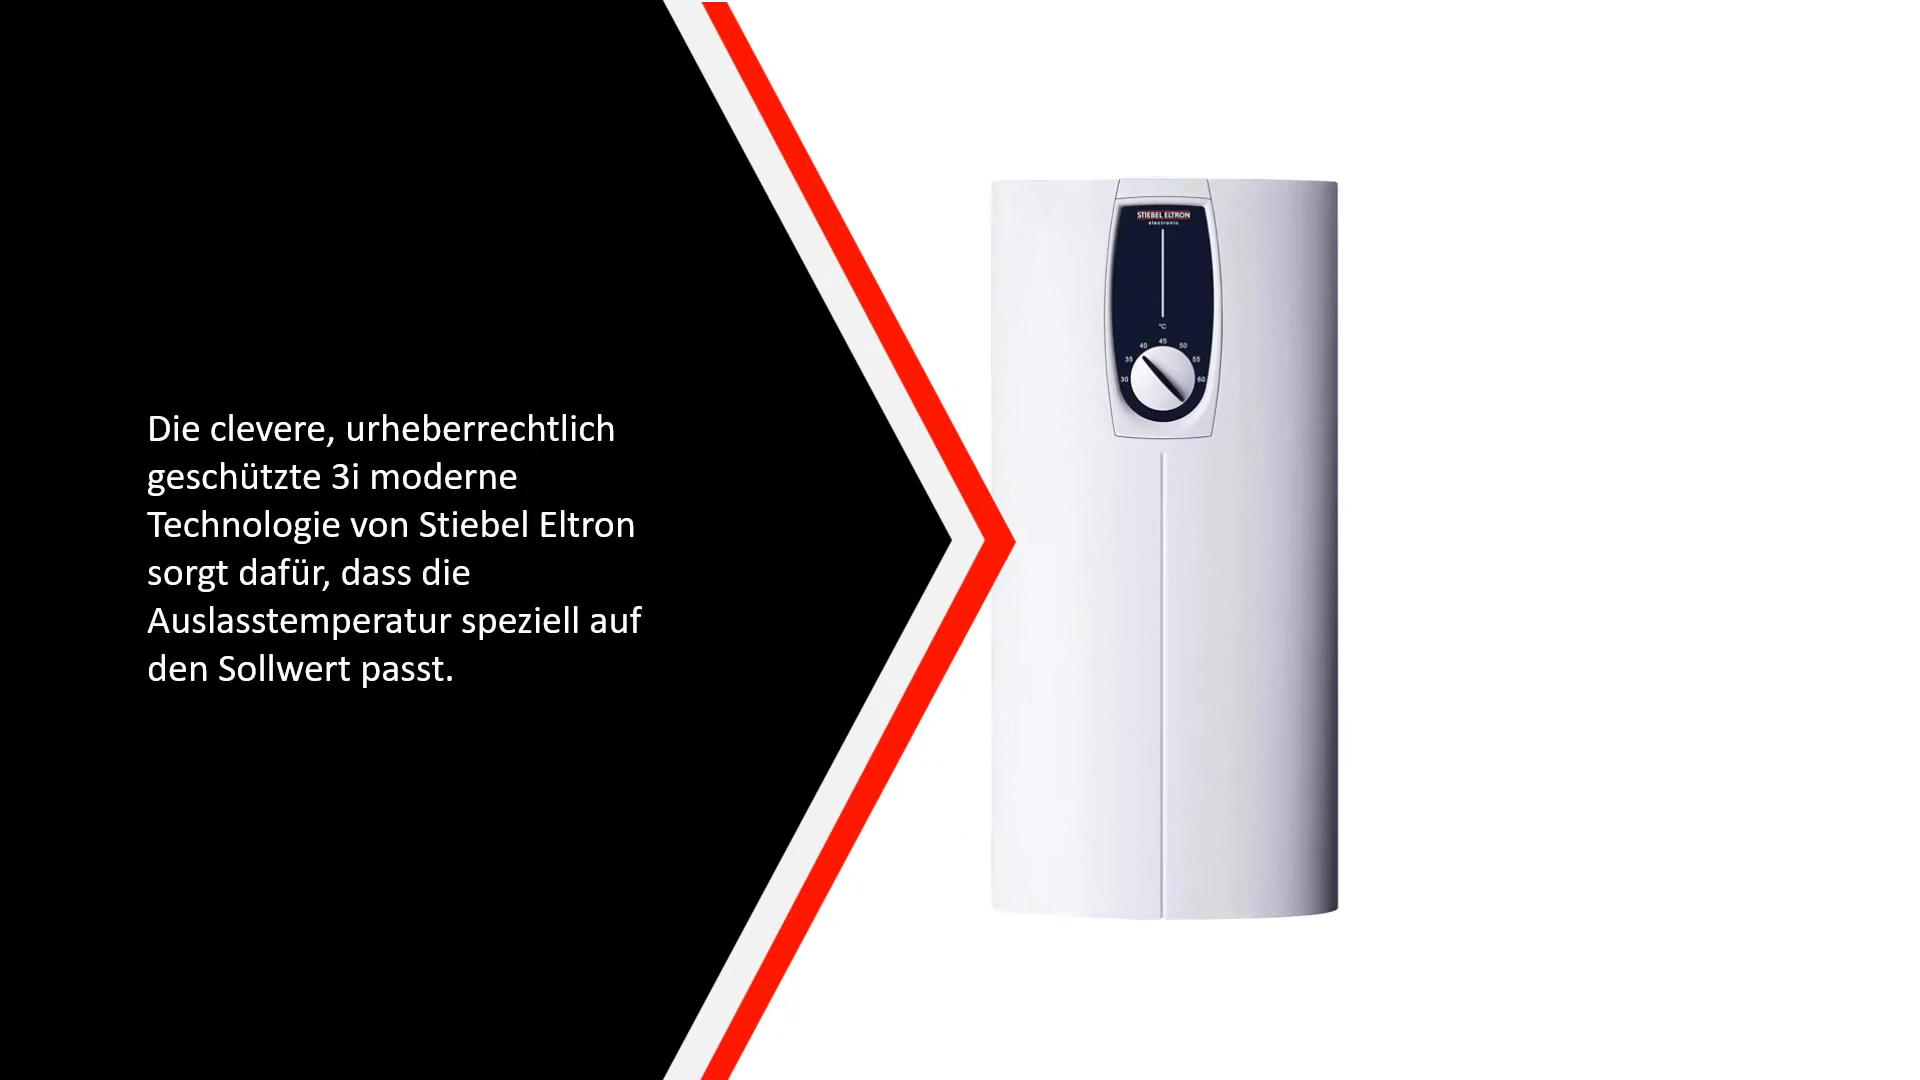 Die clevere, urheberrechtlich
geschützte 3i moderne
Technologie von Stiebel Eltron
sorgt dafür, dass die
Auslasstemperatur speziell auf
den Sollwert passt.
STIEBEL ELTRON
electronic
°C
30 35 40 45 50 55 60